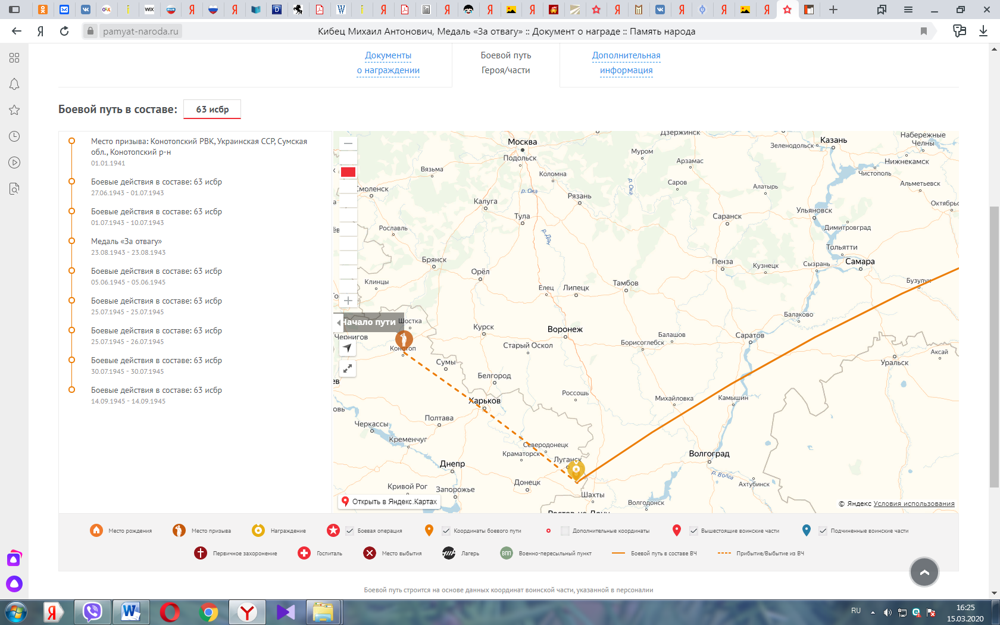 pamyat-naroda.ru
Кибец Михаил Антонович, Медаль «За отвагу» :: Документ о награде :: Память народа
Документы
о награждении
Боевой путь
Героя/части
Дополнительная
информация
Боевой путь в составе:
63 исбр
Место призыва: Конотопский РВК, Украинская ССР, Сумская
обл., Конотопский р-н
01.01.1941
Боевые действия в составе: 63 исбр
27.06.1943 - 01.07.1943
Боевые действия в составе: 63 исбр
01.07.1943 - 10.07.1943
Медаль «За отвагу»
23.08.1943 - 23.08.1943
Боевые действия в составе: 63 исбр
05.06.1945 - 05.06.1945
Боевые действия в составе: 63 исбр
25.07.1945 - 25.07.1945
Боевые действия в составе: 63 исбр
25.07.1945 - 26.07.1945
Боевые действия в составе: 63 исбр
30.07.1945 - 30.07.1945
Боевые действия в составе: 63 исбр
14.09.1945 - 14.09.1945
Дзержинск
Набережные
Челны
Москва
Казань
Зеленодольск
Подольск
Муром
Арзамас
Нижнекамск
Вязьма
Коломна
Чистополь
Саров
Альметьевск
Смоленск
р. Ока
р. Ока
Алатырь
Рязань
Калуга
Октябрьс
Ульяновск
Тула
Саранск
Рославль
Димитровград
р. Дон
Тольятти
Брянск
Пенза
Кузнецк
Сызрань
Самара
Орёл
Клинцы
Тамбов
Бузулук
Елец
Липецк
Балаково
Начало пути
Шостка
Курск
Воронеж
Чернигов
Балашов
Саратов
Борисоглебск
Старый Оскол
Конотоп
Аксай
Уральск
Сумы
Белгород
Россошь
Михайловка
Камышин
Харьков
Полтава
Черкассы
Кременчуг
Северодонецк
Краматорск
Луганск
Волгоград
Днепр
р. Волга
Донецк
Ахтубинск
Кривой Рог
Запорожье
Шахты
Волгодонск
Ростов-на-Дону
Открыть в Яндекс.Картах
© Яндекс Условия использования
Место рождения
Место призыва
Награждение
Боевая операция
Координаты боевого пути
Дополнительные координаты
Вышестоящие воинские части
Подчиненные воинские части
Первичное захоронение
Госпиталь
Место выбытия
Лагерь
ВПП
Военно-пересыльный пункт
Боевой путь в составе ВЧ
Прибытие/Выбытие из ВЧ
Боевой путь строится на основе данных координат воинской части, указанной в персоналии
RU
16:25
15.03.2020